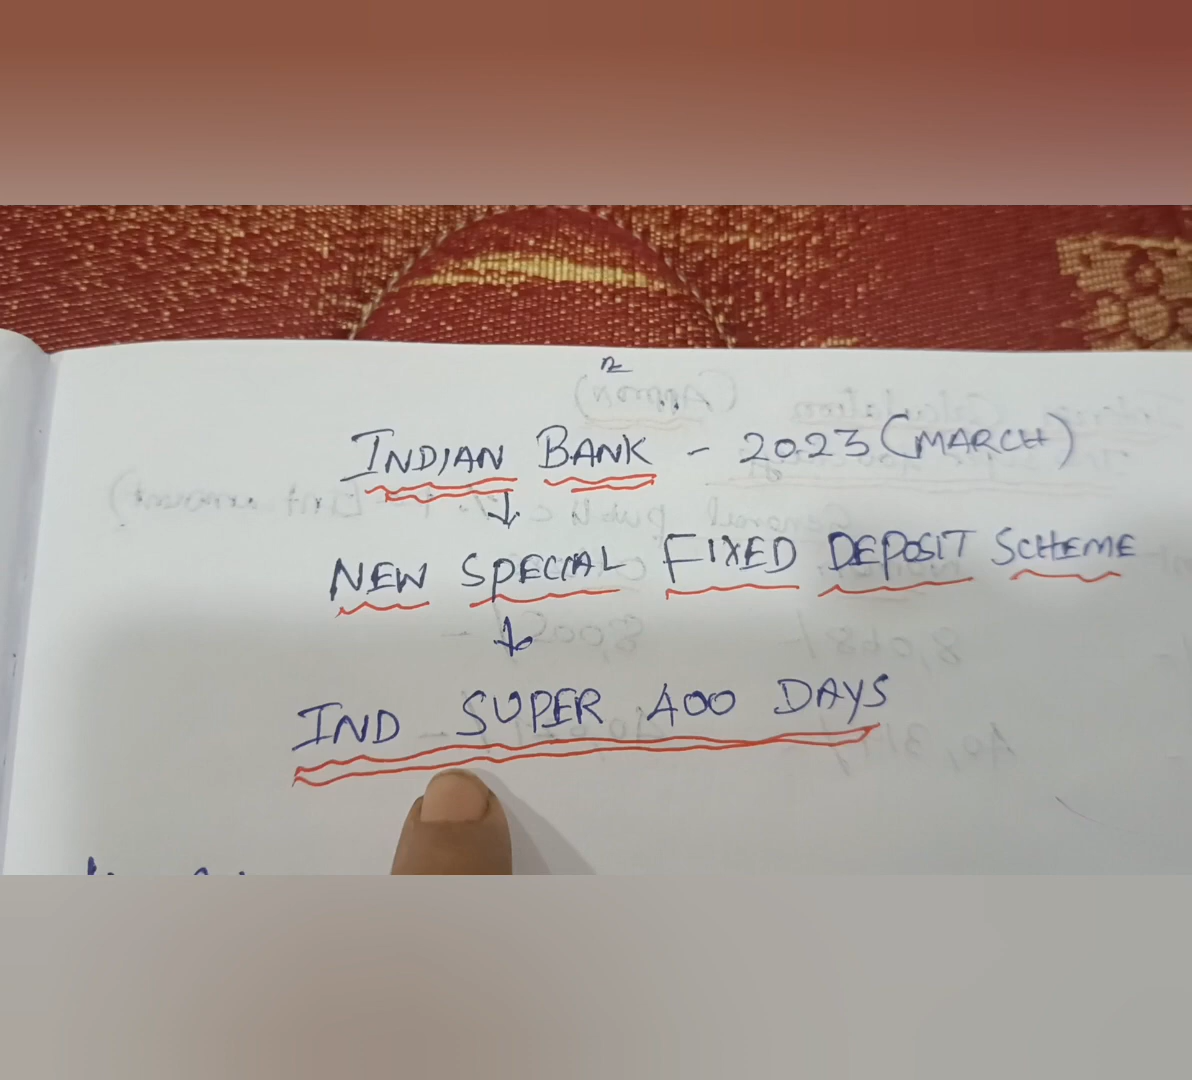 INDIAN BANK - 2023 (MARCH)
NEW SPECIAL FIXED DEPOSIT SCHEME
IND SUPER 400 DAYS